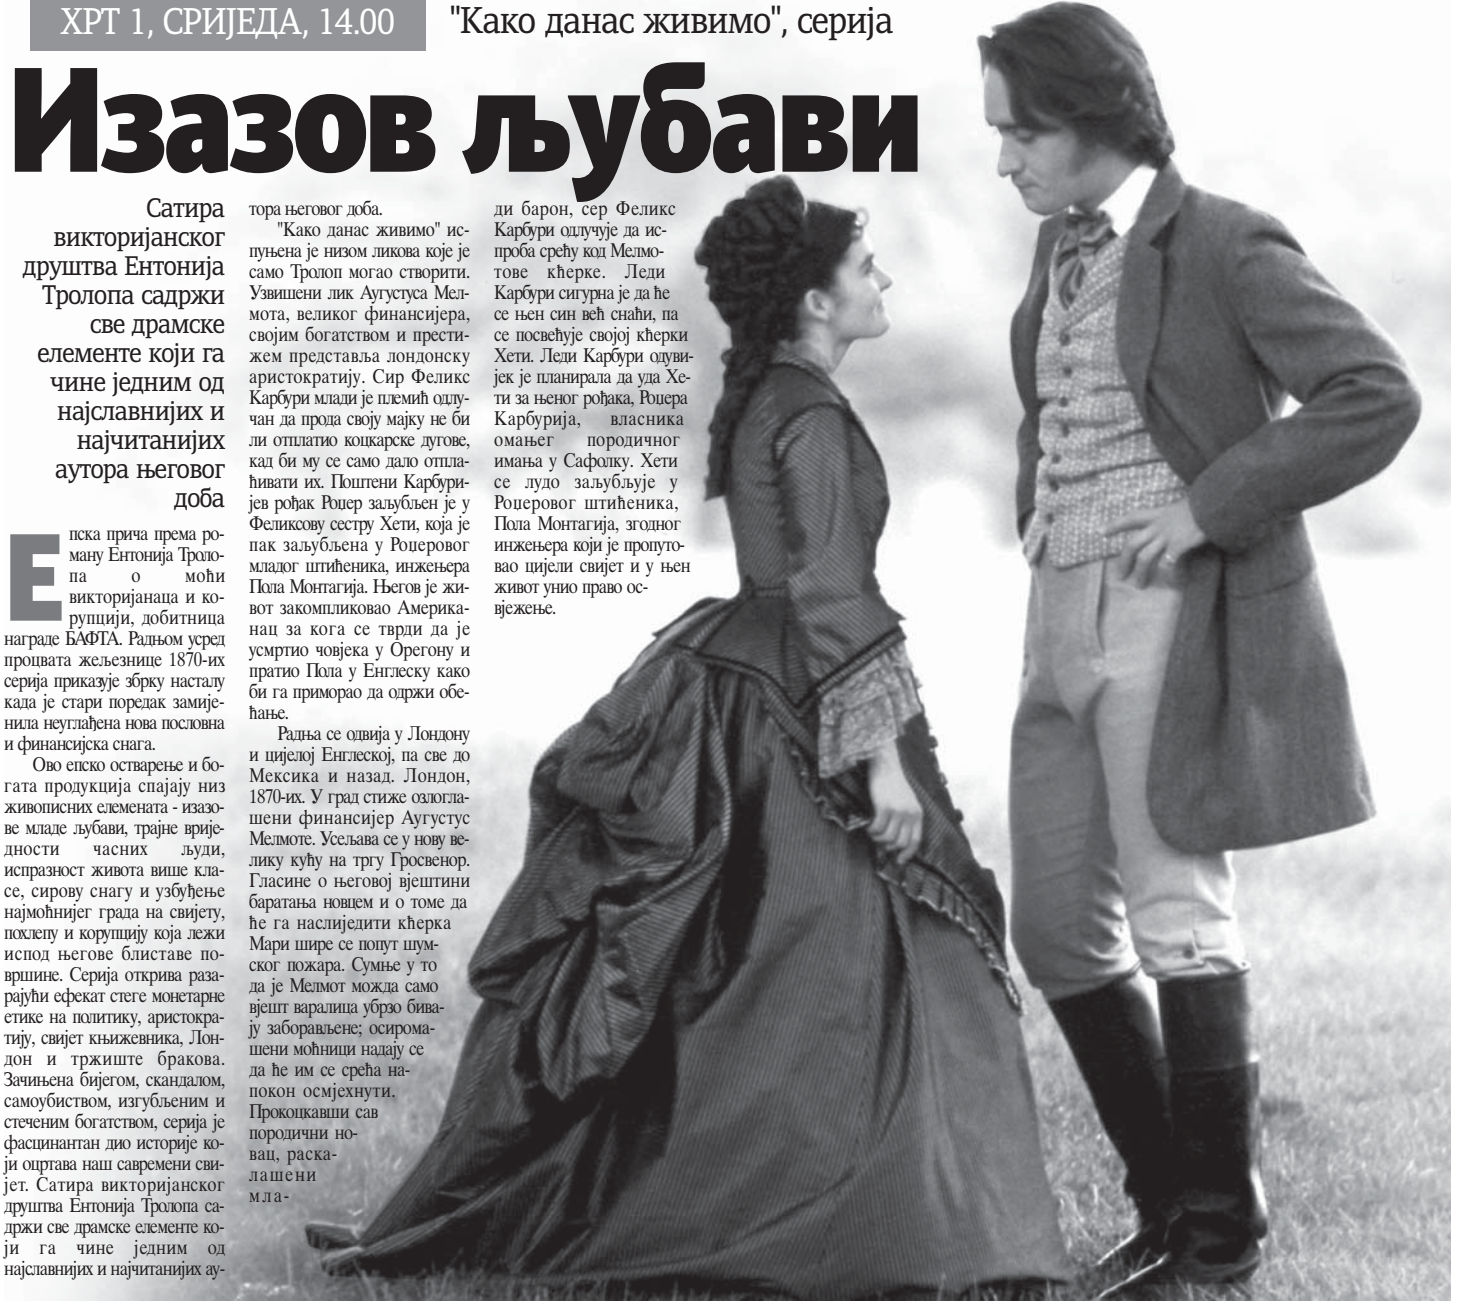 ХРТ 1, СРИЈЕДА, 14.00
"Како данас живимо", серија
Изазов љубави
Сатира
викторијанског
друштва Ентонија
Тролопа садржи
све драмске
елементе који га
чине једним од
најславнијих и
најчитанијих
аутора његовог
доба
Епска прича према ро-
ману Ентонија Троло-
па о моћи
викторијанаца и ко-
рупцији, добитница
награде БАФТА. Радњом усред
процвата жељезнице 1870-их
серија приказује збрку насталу
када је стари поредак замије-
нила неуглађена нова пословна
и финансијска снага.
Ово епско остварење и бо-
гата продукција спајају низ
живописних елемената - изазо-
ве младе љубави, трајне врије-
дности часних људи,
испразност живота више кла-
се, сирову снагу и узбуђење
најмоћнијег града на свијету,
похлепу и корупцију која лежи
испод његове блиставе по-
вршине. Серија открива раза-
рајући ефекат стеге монетарне
етике на политику, аристокра-
тију, свијет књижевника, Лон-
дон и тржиште бракова.
Зачињена бијегом, скандалом,
самоубиством, изгубљеним и
стеченим богатством, серија је
фасцинантан дио историје ко-
ји оцртава наш савремени сви-
јет. Сатира викторијанског
друштва Ентонија Тролопа са-
држи све драмске елементе ко-
ји га чине једним од
најславнијих и најчитанијих ау-
тора његовог доба.
"Како данас живимо" ис-
пуњена је низом ликова које је
само Тролоп могао створити.
Узвишени лик Аугустуса Мел-
мота, великог финансијера,
својим богатством и прести-
жем представља лондонску
аристократију. Сир Феликс
Карбури млади је племић одлу-
чан да прода своју мајку не би
ли отплатио коцкарске дугове,
кад би му се само дало отпла-
ћивати их. Поштени Карбури-
јев рођак Роџер заљубљен је у
Феликсову сестру Хети, која је
пак заљубљена у Роџеровог
младог штићеника, инжењера
Пола Монтагија. Његов је жи-
вот закомпликовао Америка-
нац за кога се тврди да је
усмртио човјека у Орегону и
пратио Пола у Енглеску како
би га приморао да одржи обе-
ћање.
Радња се одвија у Лондону
и цијелој Енглеској, па све до
Мексика и назад. Лондон,
1870-их. У град стиже озлогла-
шени финансијер Аугустус
Мелмоте. Усељава се у нову ве-
лику кућу на тргу Гросвенор.
Гласине о његовој вјештини
баратања новцем и о томе да
ће га наслиједити кћерка
Мари шире се попут шум-
ског пожара. Сумње у то
да је Мелмот можда само
вјешт варалица убрзо бива-
ју заборављене; осирома-
шени моћници надају се
да ће им се срећа на-
покон осмјехнути.
Прокоцкавши сав
породични но-
вац, раска-
лашени
мла-
ди барон, сер Феликс
Карбури одлучује да ис-
проба срећу код Мелмо-
тове кћерке. Леди
Карбури сигурна је да ће
се њен син већ снаћи, па
се посвећује својој кћерки
Хети. Леди Карбури одуви-
јек је планирала да уда Хе-
ти за њеног рођака, Роџера
Карбурија, власника
омањег породичног
имања у Сафолку. Хети
се лудо заљубљује у
Роџеровог штићеника,
Пола Монтагија, згодног
инжењера који је пропуто-
вао цијели свијет и у њен
живот унио право ос-
вјежење.